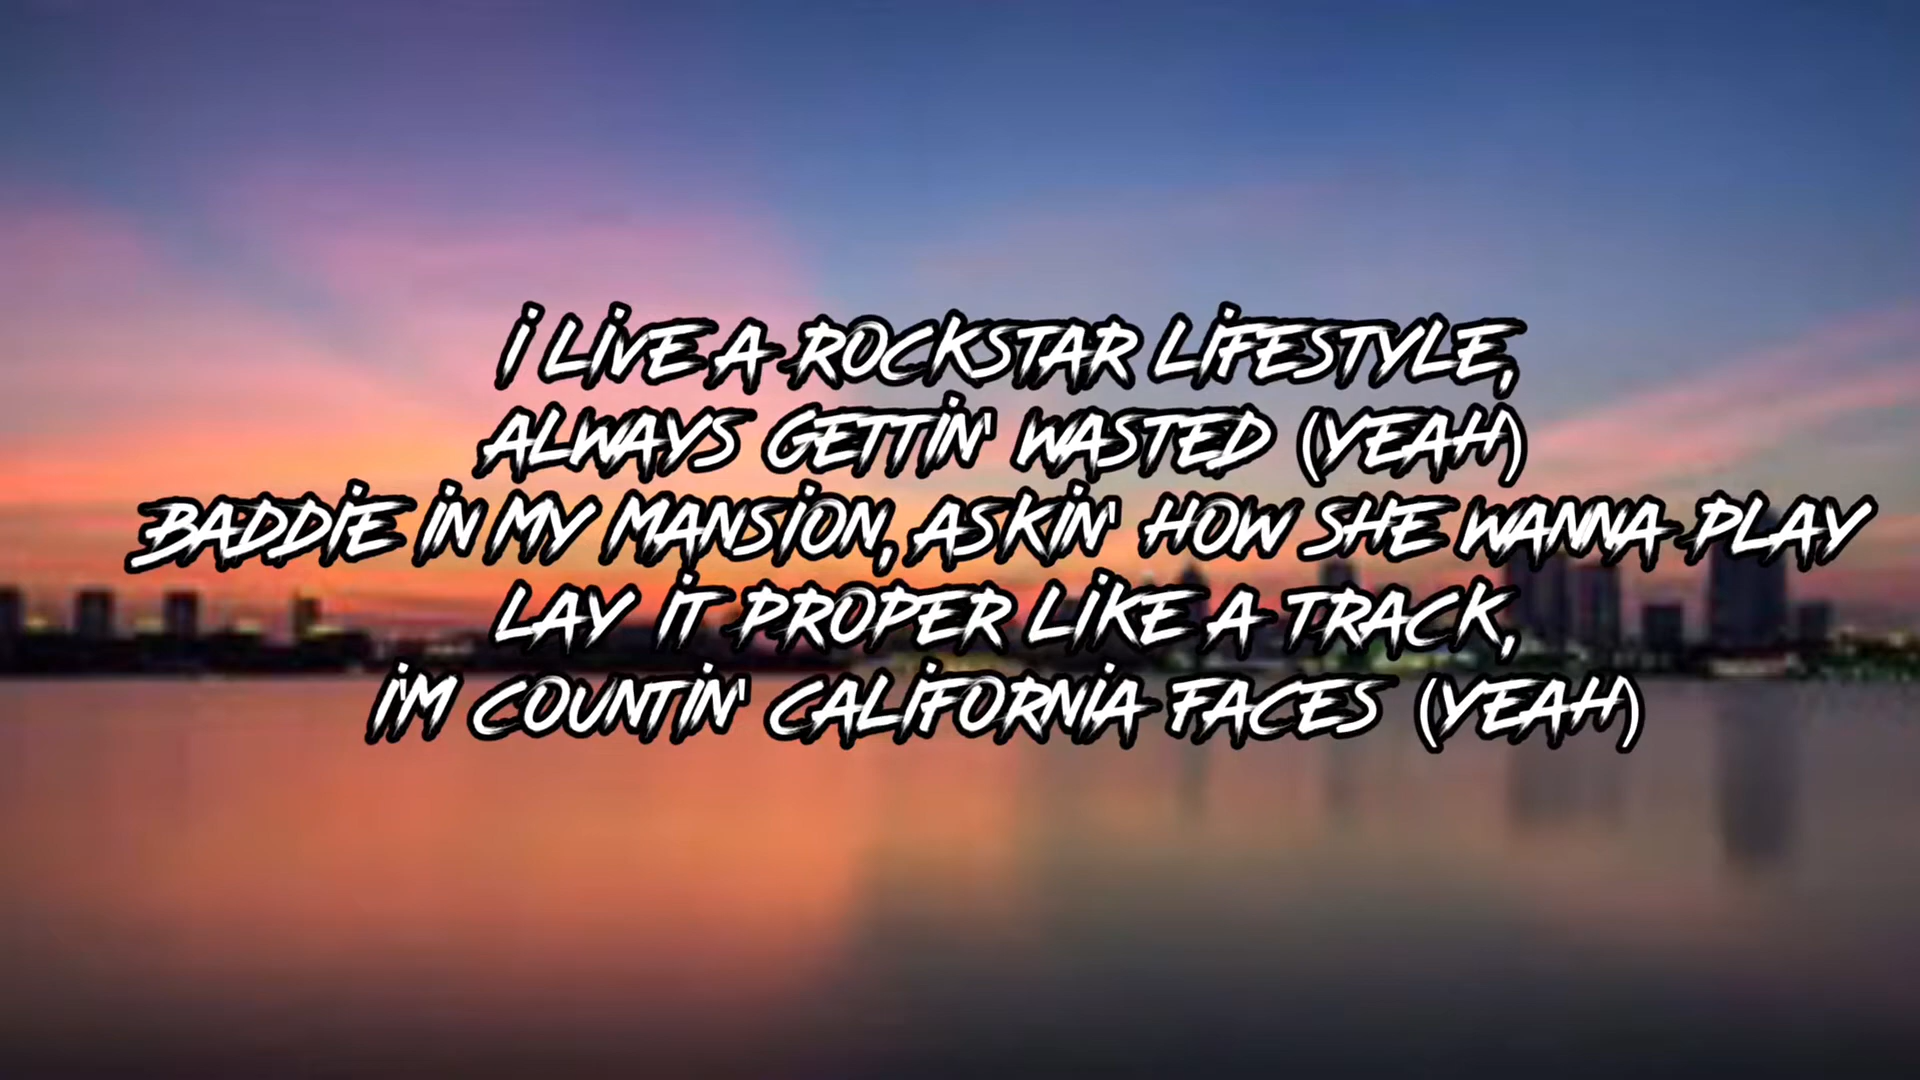 I LIVE A ROCKSTAR LIFESTYLE,
ALWAYS GETTIN' WASTED (YEAH)
BADDIE IN MY MANSION, ASKIN' HOW SHE WANNA PLAY
LAY IT PROPER LIKE A TRACK,
I'M COUNTIN' CALIFORNIA FACES (YEAH)